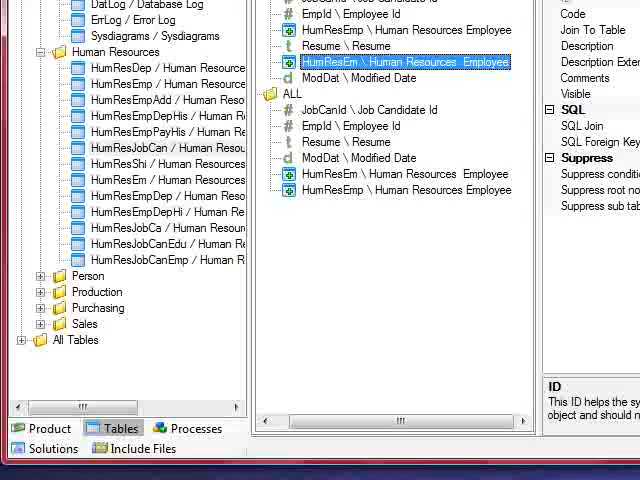 DatLog / Database Log
ErrLog / Error Log
Sysdiagrams / Sysdiagrams
Human Resources
HumResDep / Human Resource
HumResEmp / Human Resource
HumResEmpAdd / Human Reso
HumResEmpDepHis / Human R
HumResEmpPayHis / Human R
HumResJobCan / Human Resou
HumResShi / Human Resource
HumResEm / Human Resources
HumResEmpDep / Human Reso
HumResEmpDepHi / Human Re
HumResJobCa / Human Resour
HumResJobCanEdu / Human Re
HumResJobCanEmp / Human R
Person
Production
Purchasing
Sales
All Tables
Product
Tables
Processes
Solutions
Include Files
EmpId \ Employee Id
HumResEmp \ Human Resources Employee
Resume \ Resume
HumResEm \ Human Resources  Employee
ModDat \ Modified Date
ALL
JobCanId \ Job Candidate Id
EmpId \ Employee Id
Resume \ Resume
ModDat \ Modified Date
HumResEm \ Human Resources  Employee
HumResEmp \ Human Resources Employee
Code
Join To Table
Description
Description Exter
Comments
Visible
SQL
SQL Join
SQL Foreign Key
Suppress
Suppress conditi
Suppress root no
Suppress sub tab
ID
This ID helps the sy
object and should n